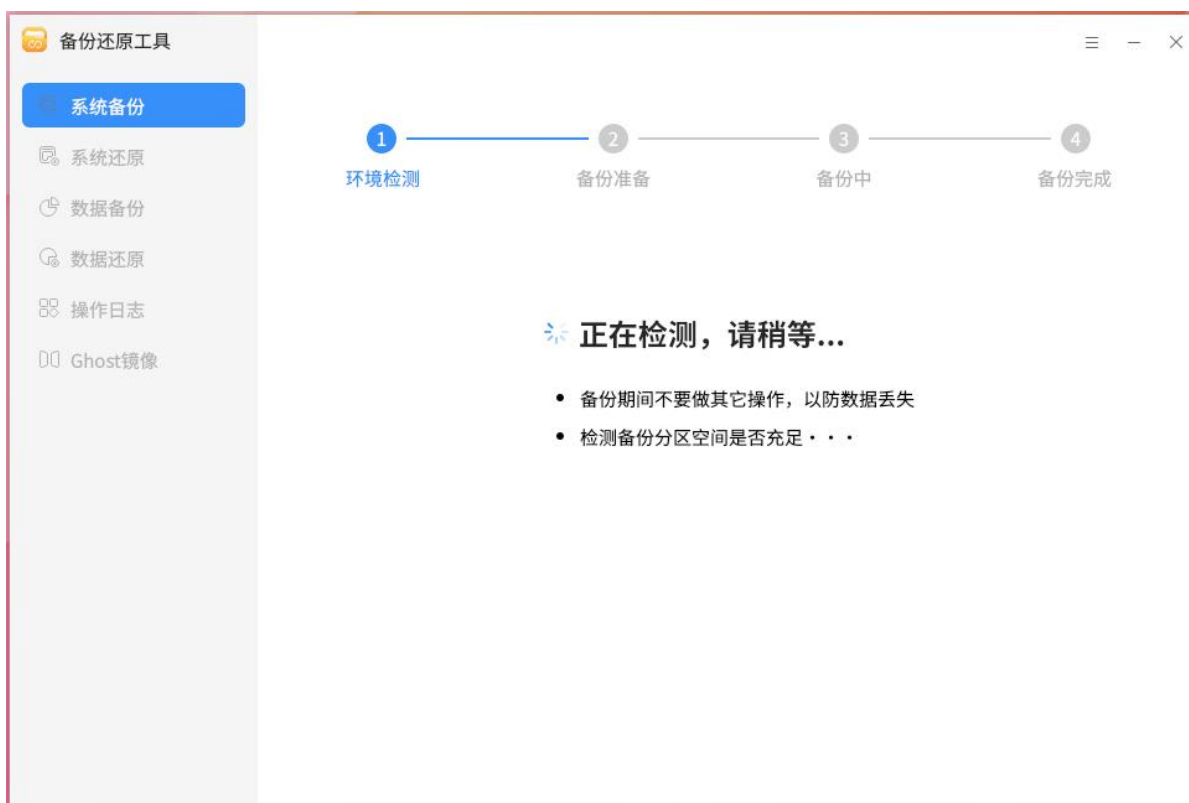 备份还原工具
系统备份
系统还原
数据备份
数据还原
操作日志
Ghost镜像
1
2
3
4
环境检测
备份准备
备份中
备份完成
正在检测，请稍等...
• 备份期间不要做其它操作，以防数据丢失
• 检测备份分区空间是否充足・・・